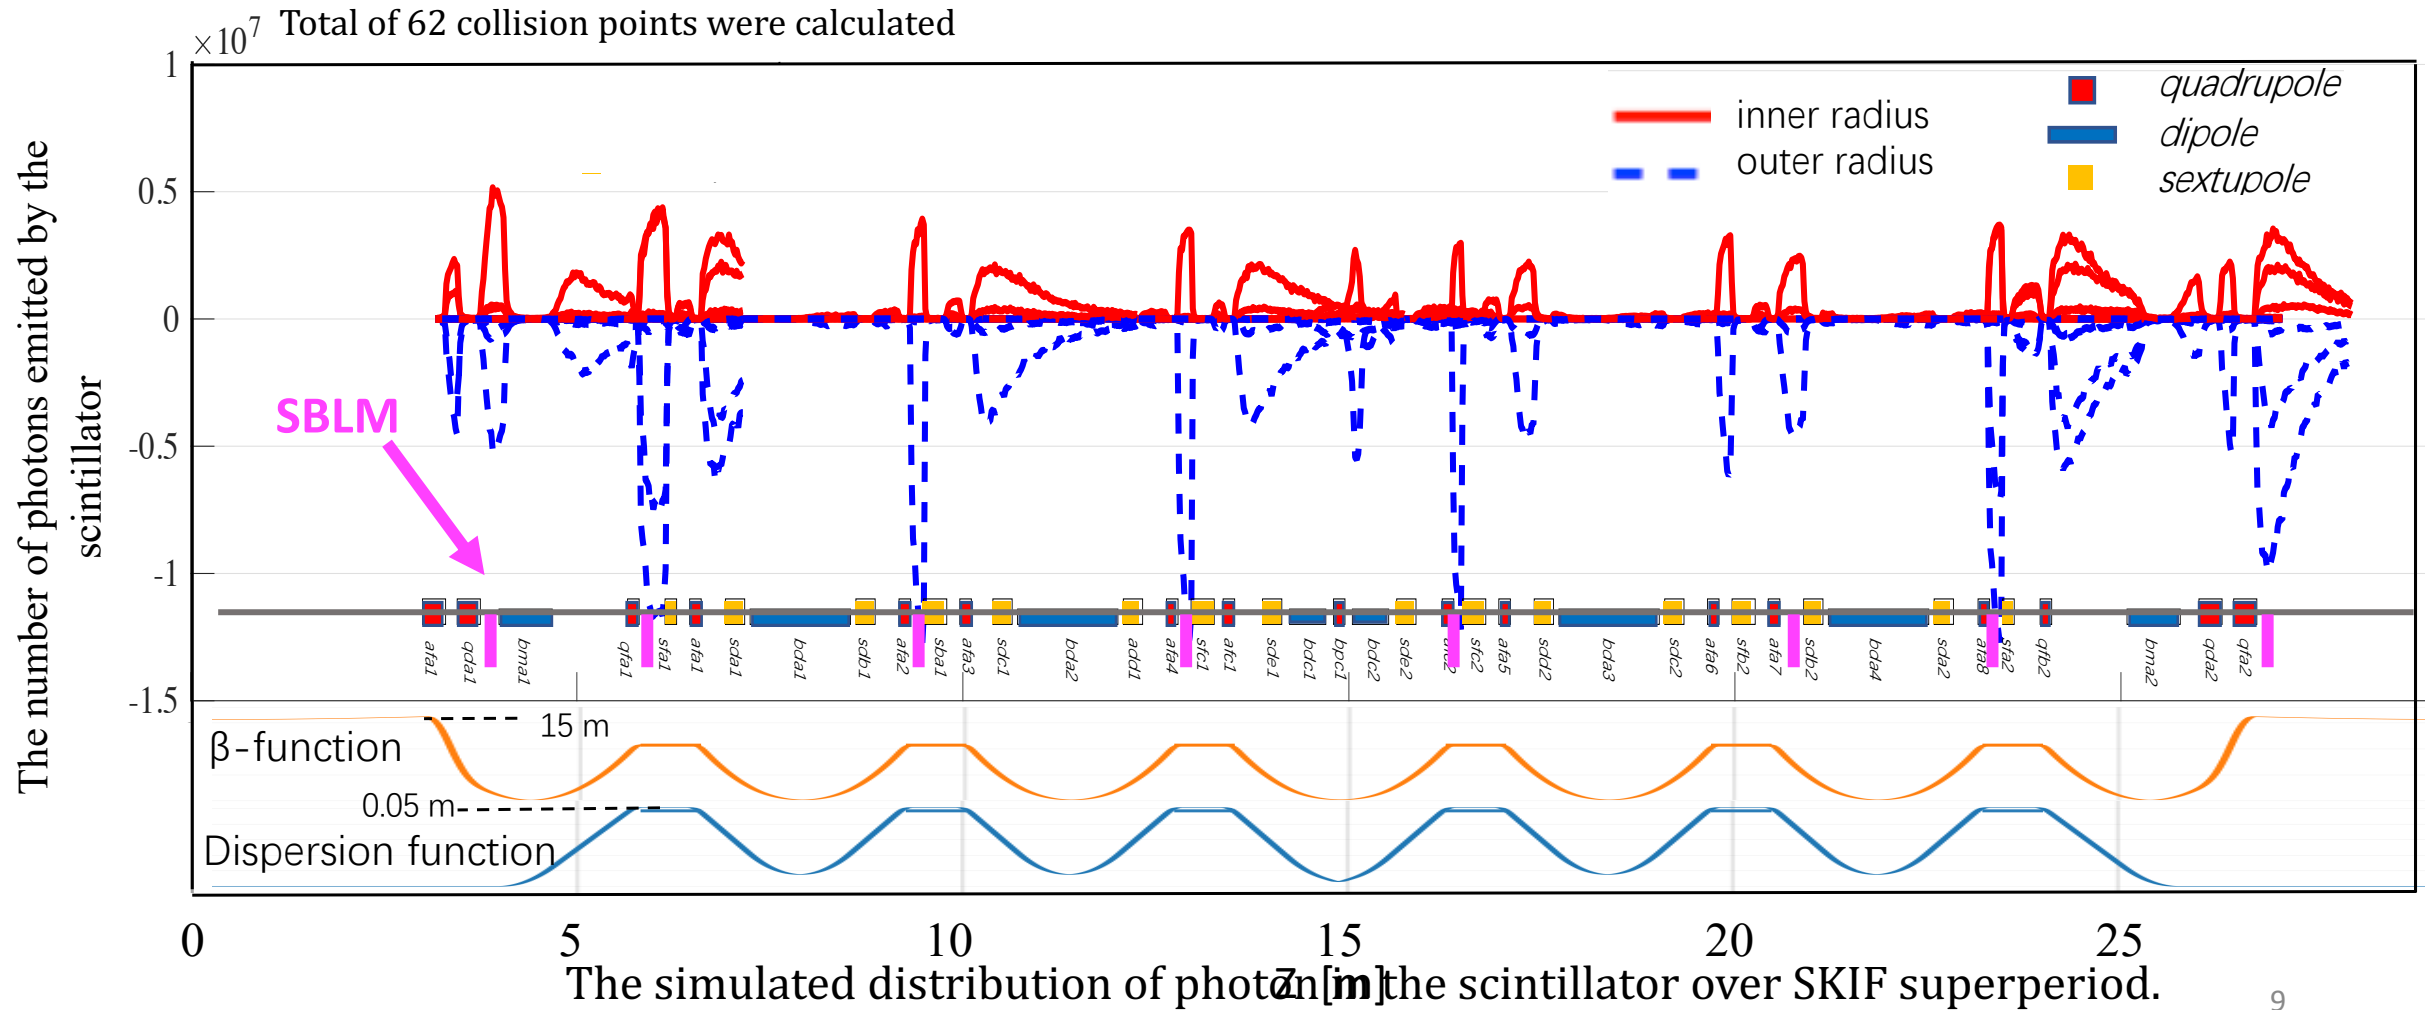 Total of 62 collision points were calculated
×10⁷
1
0.5
0
-0.5
-1
-1.5
The number of photons emitted by the
scintillator
inner radius
outer radius
quadrupole
dipole
sextupole
SBLM
afa1
qda1
bma1
qfa1
sfa1
afa1
sda1
bda1
sdb1
afa2
sba1
afa3
sdc1
bda2
add1
afa4
sfc1
afc1
sde1
bdc1
bpc1
bdc2
sde2
sfc2
afa5
sdd2
bda3
sdc2
afa6
sfb2
afa7
sdb2
bda4
sda2
afa8
sfa2
qfb2
bma2
qda2
qfa2
15 m
β-function
0.05 m
Dispersion function
0 5 10 15 20 25
Z [m]
The simulated distribution of photon in the scintillator over SKIF superperiod.
9